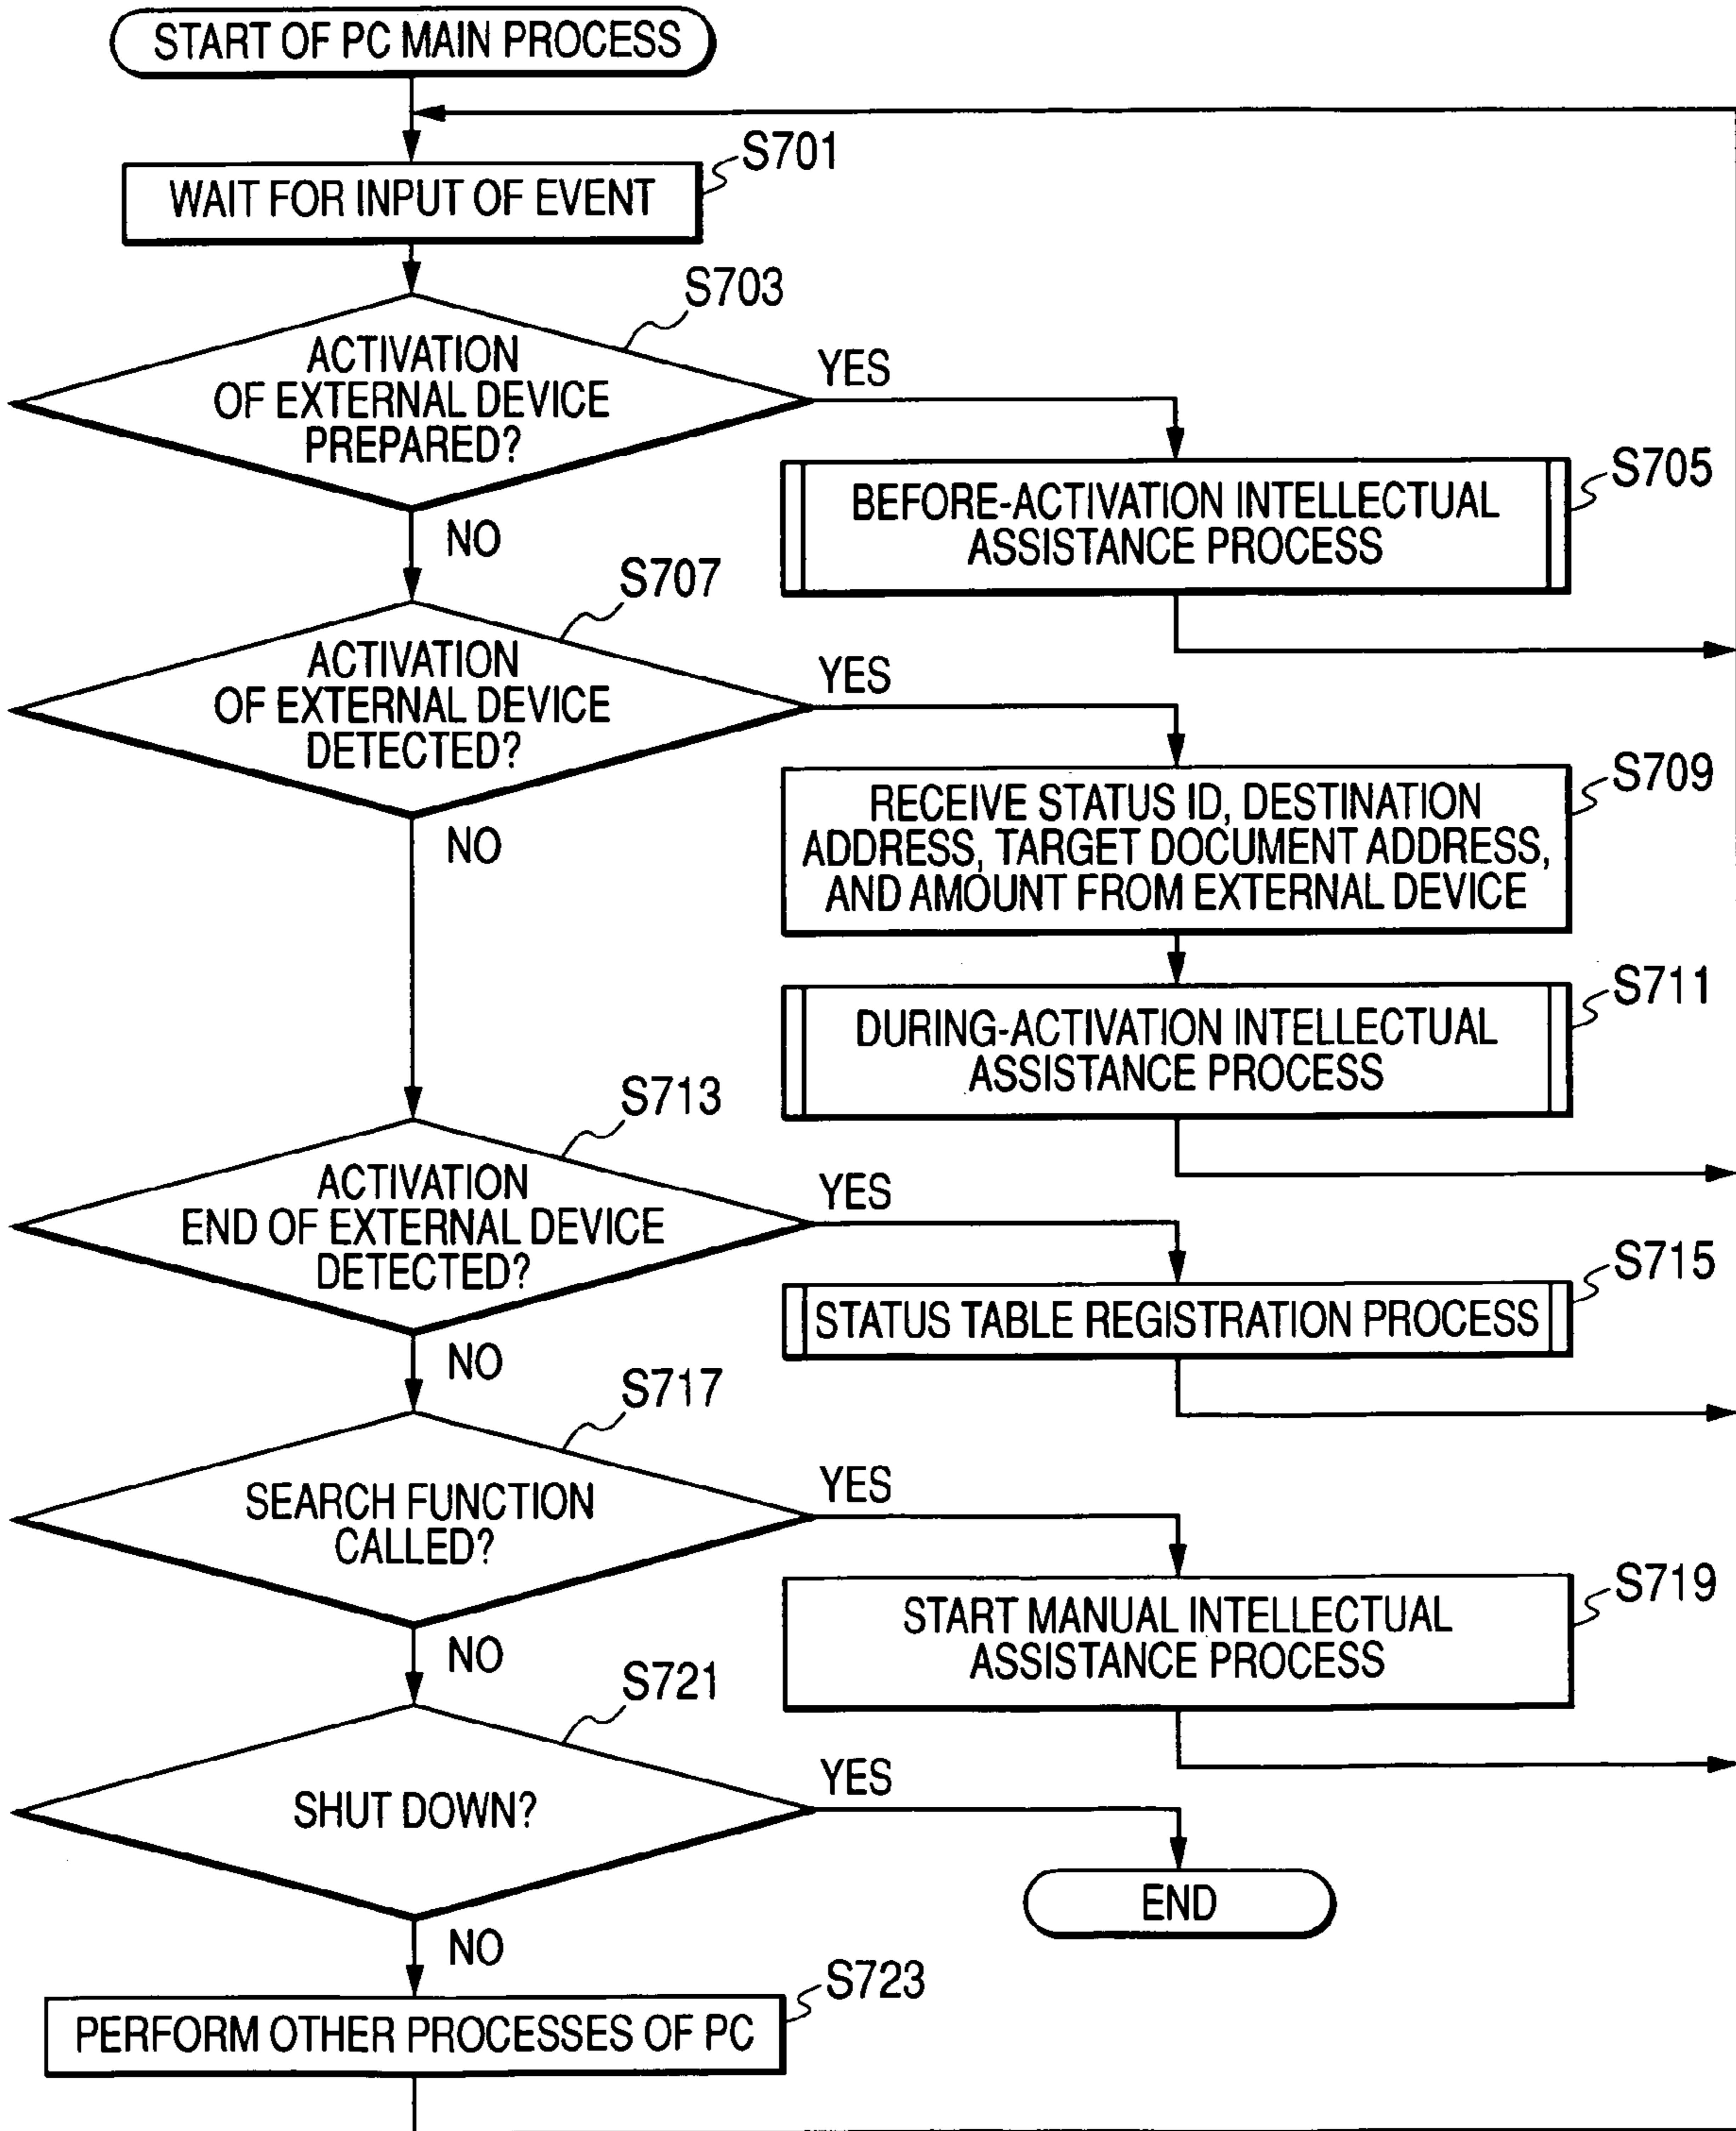 START OF PC MAIN PROCESS
S701
WAIT FOR INPUT OF EVENT
S703
ACTIVATION
OF EXTERNAL DEVICE
PREPARED?
YES
NO
S705
BEFORE-ACTIVATION INTELLECTUAL
ASSISTANCE PROCESS
S707
ACTIVATION
OF EXTERNAL DEVICE
DETECTED?
YES
NO
S709
RECEIVE STATUS ID, DESTINATION
ADDRESS, TARGET DOCUMENT ADDRESS,
AND AMOUNT FROM EXTERNAL DEVICE
S711
DURING-ACTIVATION INTELLECTUAL
ASSISTANCE PROCESS
S713
ACTIVATION
END OF EXTERNAL DEVICE
DETECTED?
YES
NO
S715
STATUS TABLE REGISTRATION PROCESS
S717
SEARCH FUNCTION
CALLED?
YES
NO
S719
START MANUAL INTELLECTUAL
ASSISTANCE PROCESS
S721
SHUT DOWN?
YES
NO
END
S723
PERFORM OTHER PROCESSES OF PC